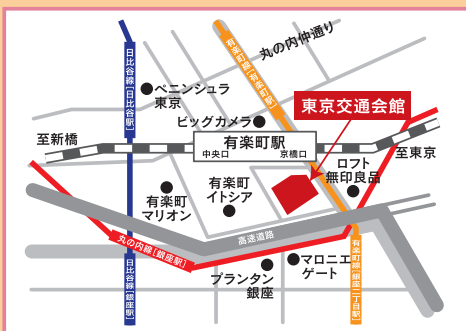 丸の内仲通り
有楽町線[有楽町駅]
日比谷線[日比谷駅]
ペニンシュラ
東京
ビッグカメラ
東京交通会館
至新橋
有楽町駅
中央口
京橋口
至東京
ロフト
無印良品
有楽町
マリオン
有楽町
イトシア
高速道路
丸の内線[銀座駅]
日比谷線[銀座駅]
プランタン
銀座
マロニエ
ゲート
有楽町線[銀座一丁目駅]